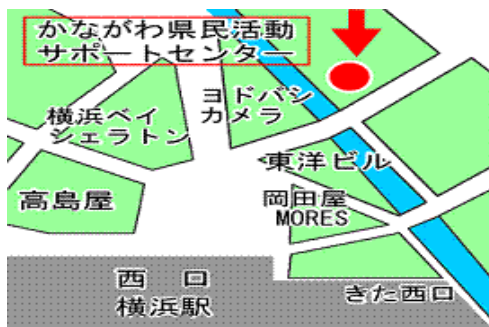 かながわ県民活動
サポートセンター
ヨドバシ
カメラ
横浜ベイ
シェラトン
東洋ビル
高島屋
岡田屋
MORES
西 口
横浜駅
きた西口